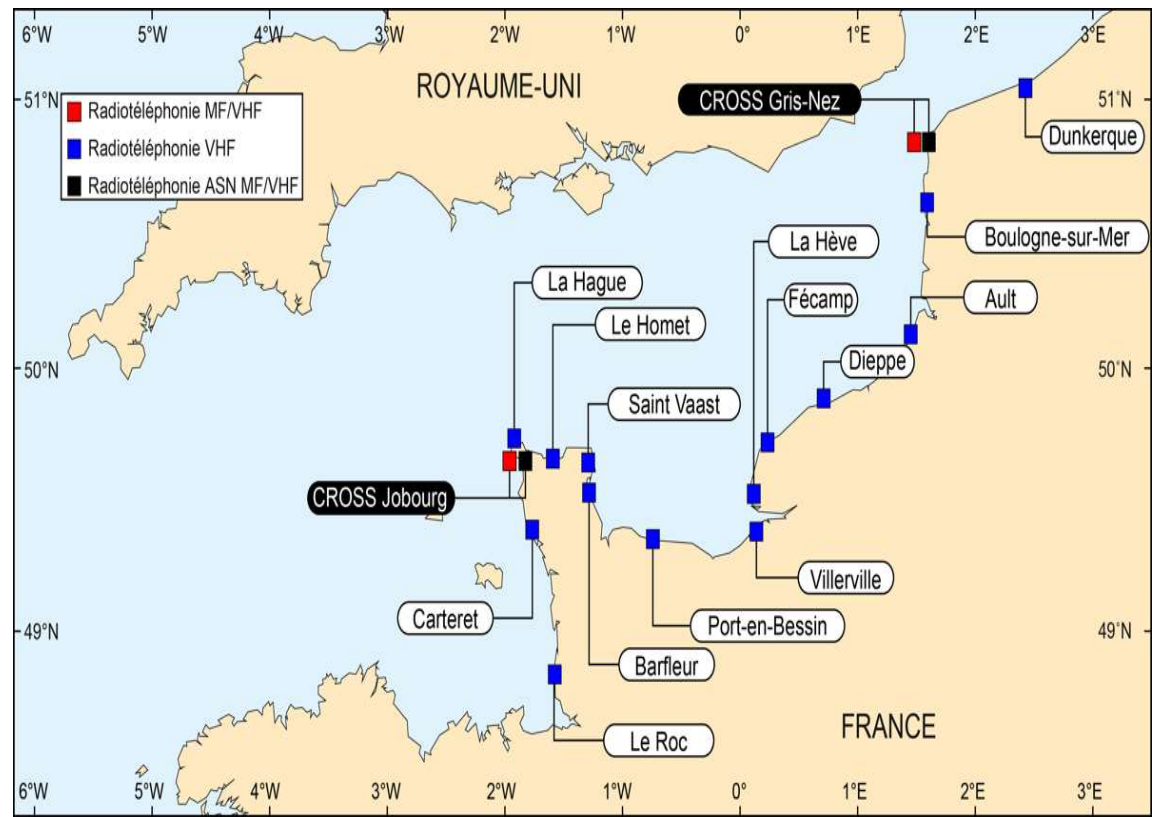 6°W 5°W 4°W 3°W 2°W 1°W 0° 1°E 2°E 3°E
ROYAUME-UNI
CROSS Gris-Nez
51°N
51°N
Radiotéléphonie MF/VHF
Radiotéléphonie VHF
Radiotéléphonie ASN MF/VHF
Dunkerque
La Hève
Boulogne-sur-Mer
La Hague
Fécamp
Ault
Le Homet
Dieppe
50°N
50°N
Saint Vaast
CROSS Jobourg
Villerville
Carteret
Port-en-Bessin
49°N
49°N
Barfleur
FRANCE
Le Roc
6°W 5°W 4°W 3°W 2°W 1°W 0° 1°E 2°E 3°E